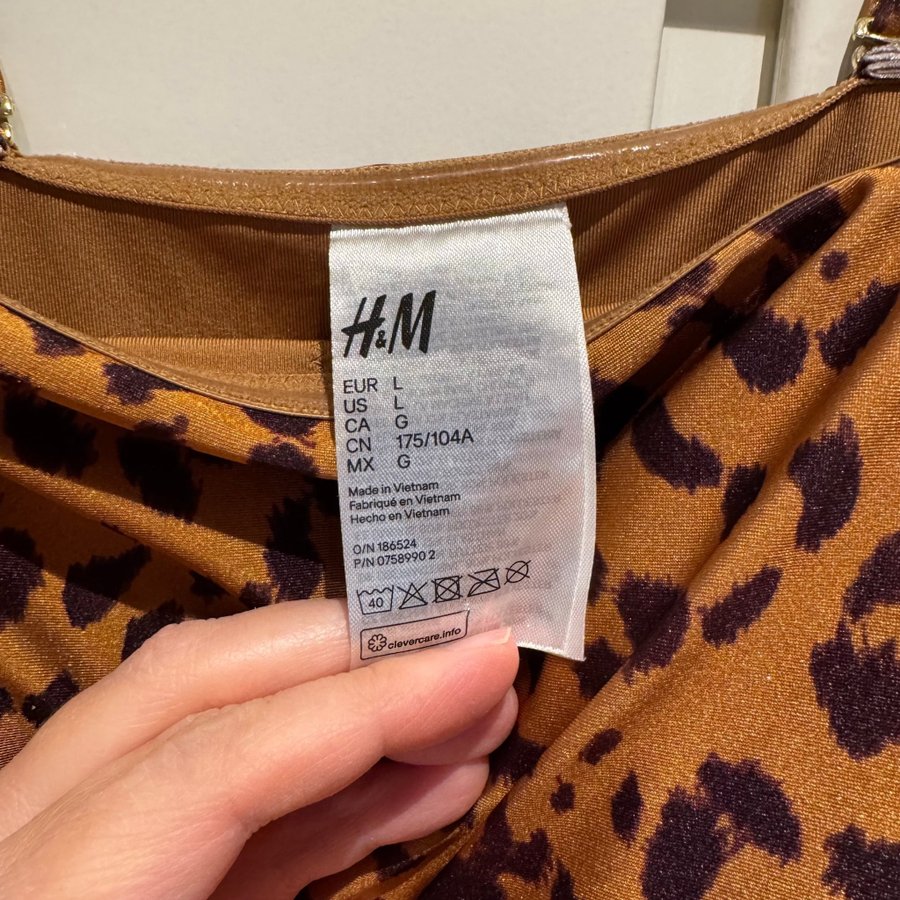 H&M
EUR L
US L
CA G
CN 175/104A
MX G
Made in Vietnam
Fabriqué en Vietnam
Hecho en Vietnam
O/N 186524
P/N 0758990 2
40
clevercare.info